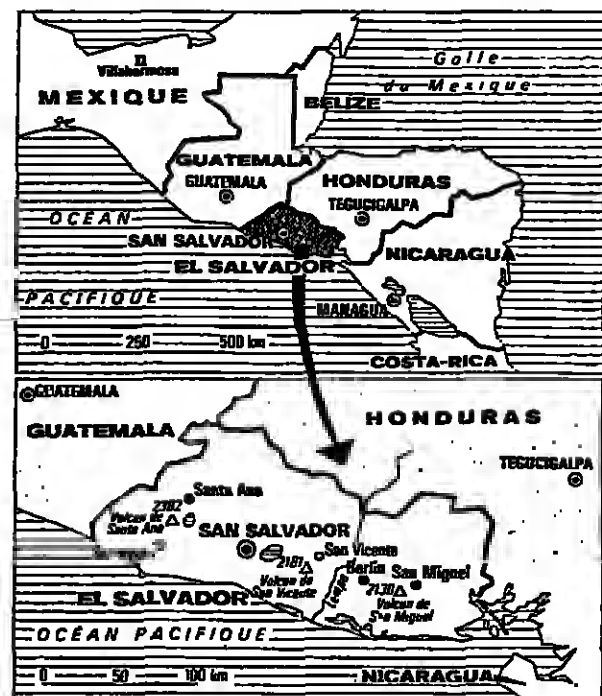 Villahermosa
MEXIQUE
BELIZE
Golfe
du Mexique
GUATEMALA
GUATEMALA
HONDURAS
TEGUCIGALPA
OCÉAN
SAN SALVADOR
EL SALVADOR
NICARAGUA
PACIFIQUE
MANAGUA
0 250 500 km
COSTA-RICA
GUATEMALA
GUATEMALA
HONDURAS
TEGUCIGALPA
Santa Ana
2382
Volcan de
Santa Ana
SAN SALVADOR
San Vicente
2181
Volcan de
San Vicente
Berlin
San Miguel
2130
Volcan de
San Miguel
Lempa
EL SALVADOR
OCÉAN PACIFIQUE
0 50 100 km
NICARAGUA